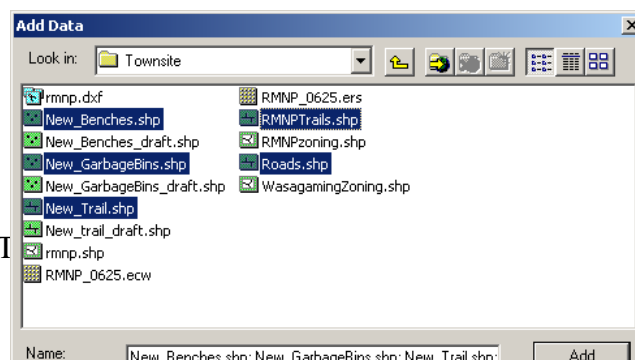 Add Data
Look in: Townsite
rmnp.dxf
New_Benches.shp
New_Benches_draft.shp
New_GarbageBins.shp
New_GarbageBins_draft.shp
New_Trail.shp
New_trail_draft.shp
rmnp.shp
RMNP_0625.ecw
RMNP_0625.ers
RMNPTrails.shp
RMNPzoning.shp
Roads.shp
WasagamingZoning.shp
T
Name: New_Benches.shp; New_GarbageBins.shp; New_Trail.shp; Add